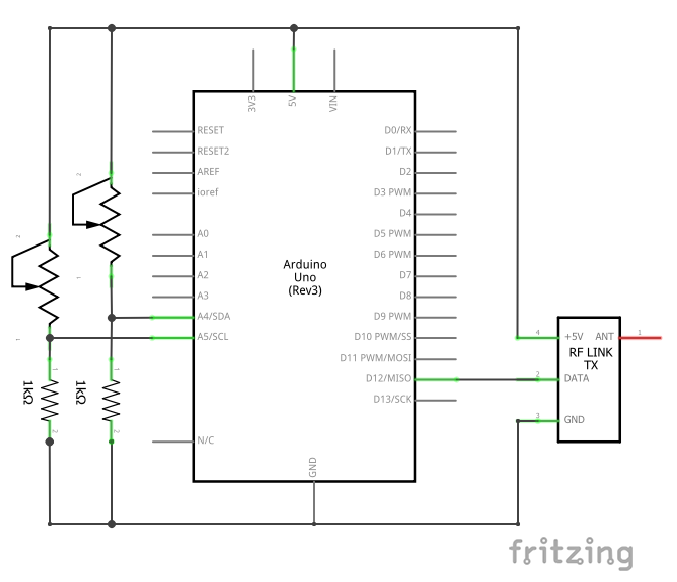 3V3
5V
VIN
RESET
RESET2
AREF
ioref
A0
A1
A2
A3
A4/SDA
A5/SCL
N/C
GND
D0/RX
D1/TX
D2
D3 PWM
D4
D5 PWM
D6 PWM
D7
D8
D9 PWM
D10 PWM/SS
D11 PWM/MOSI
D12/MISO
D13/SCK
Arduino
Uno
(Rev3)
2
1
2
1
1kΩ
1
2
1kΩ
1
2
4
+5V
ANT
1
RF LINK
TX
2
DATA
3
GND
fritzing